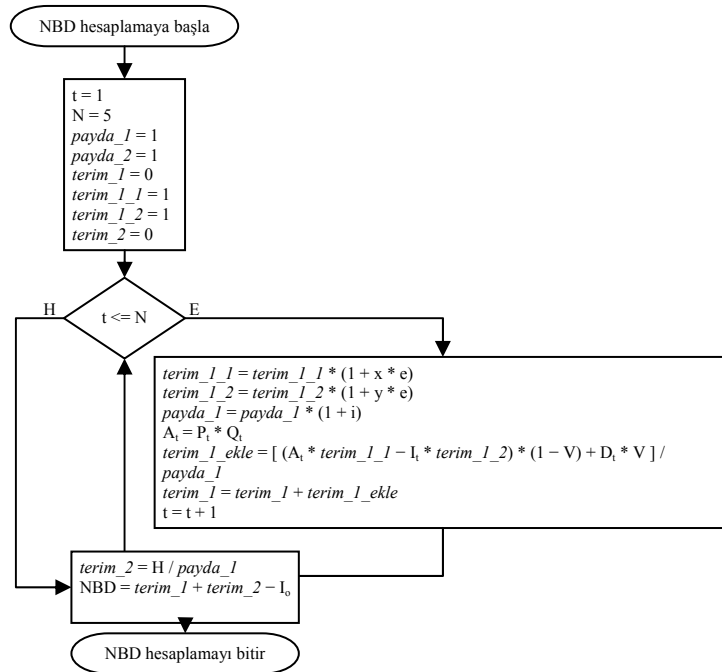 NBD hesaplamaya başla
t = 1
N = 5
payda_1 = 1
payda_2 = 1
terim_1 = 0
terim_1_1 = 1
terim_1_2 = 1
terim_2 = 0
H
E
t <= N
terim_1_1 = terim_1_1 * (1 + x * e)
terim_1_2 = terim_1_2 * (1 + y * e)
payda_1 = payda_1 * (1 + i)
Aₜ = Pₜ * Qₜ
terim_1_ekle = [ (Aₜ * terim_1_1 – Iₜ * terim_1_2) * (1 – V) + Dₜ * V ] /
payda_1
terim_1 = terim_1 + terim_1_ekle
t = t + 1
terim_2 = H / payda_1
NBD = terim_1 + terim_2 – Iₒ
NBD hesaplamayı bitir